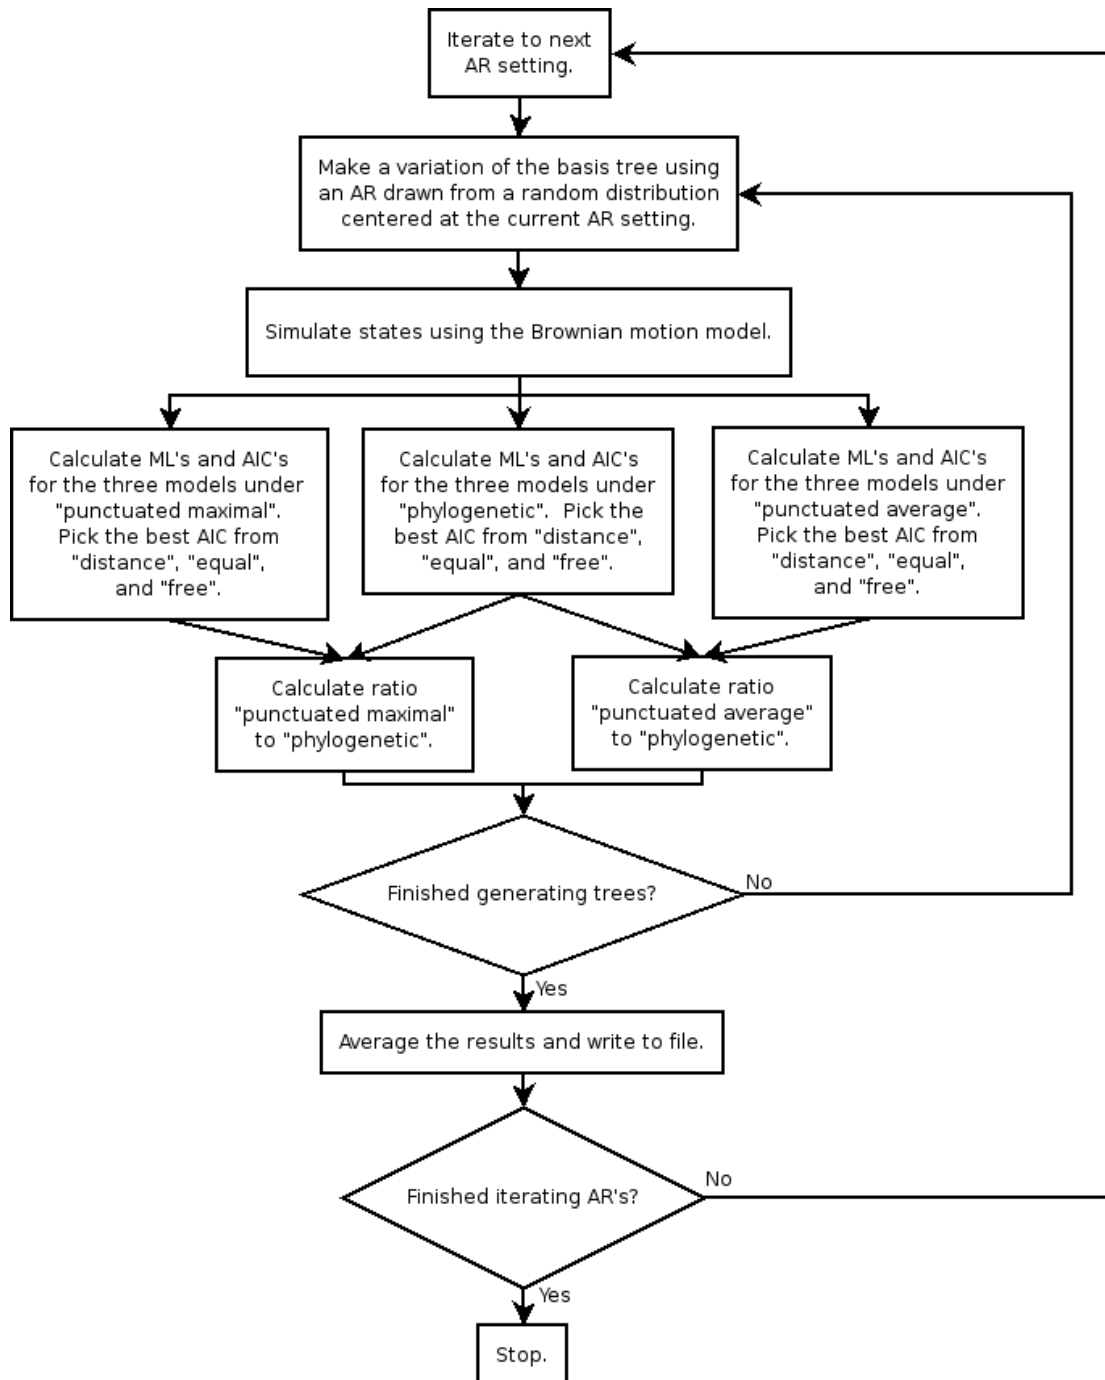 Iterate to next
AR setting.
Make a variation of the basis tree using
an AR drawn from a random distribution
centered at the current AR setting.
Simulate states using the Brownian motion model.
Calculate ML's and AIC's
for the three models under
"punctuated maximal".
Pick the best AIC from
"distance", "equal",
and "free".
Calculate ML's and AIC's
for the three models under
"phylogenetic".  Pick the
best AIC from "distance",
"equal", and "free".
Calculate ML's and AIC's
for the three models under
"punctuated average".
Pick the best AIC from
"distance", "equal",
and "free".
Calculate ratio
"punctuated maximal"
to "phylogenetic".
Calculate ratio
"punctuated average"
to "phylogenetic".
Finished generating trees?
No
Yes
Average the results and write to file.
Finished iterating AR's?
No
Yes
Stop.